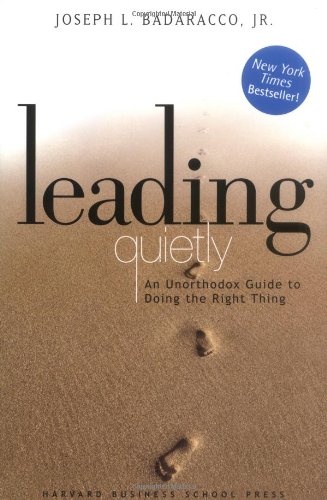 JOSEPH L. BADARACCO, JR.
New York
Times
Bestseller!
leading
quietly
An Unorthodox Guide to
Doing the Right Thing
HARVARD BUSINESS SCHOOL PRESS